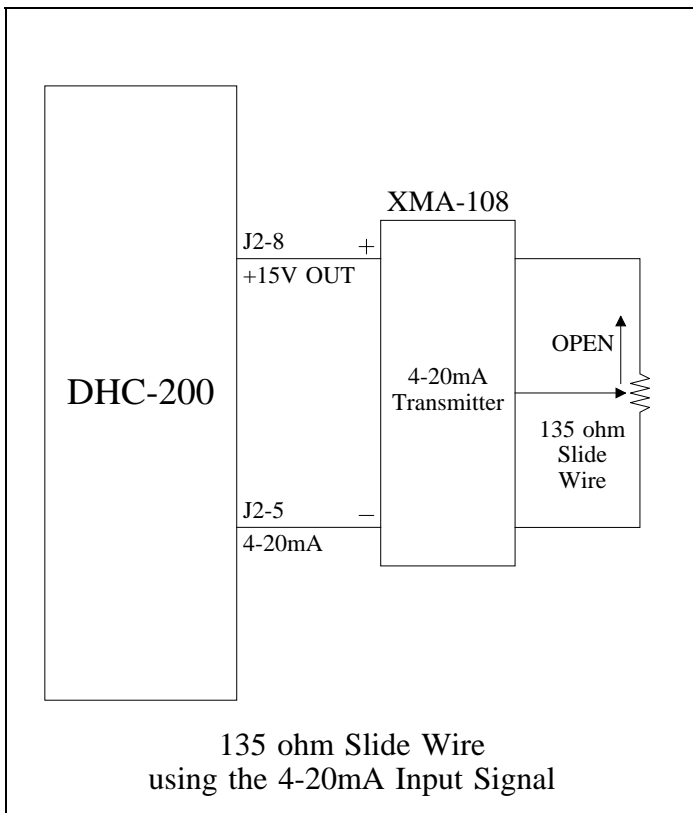 XMA-108
J2-8
+
+15V OUT
OPEN
DHC-200
4-20mA
Transmitter
135 ohm
Slide
Wire
J2-5
−
4-20mA
135 ohm Slide Wire
using the 4-20mA Input Signal